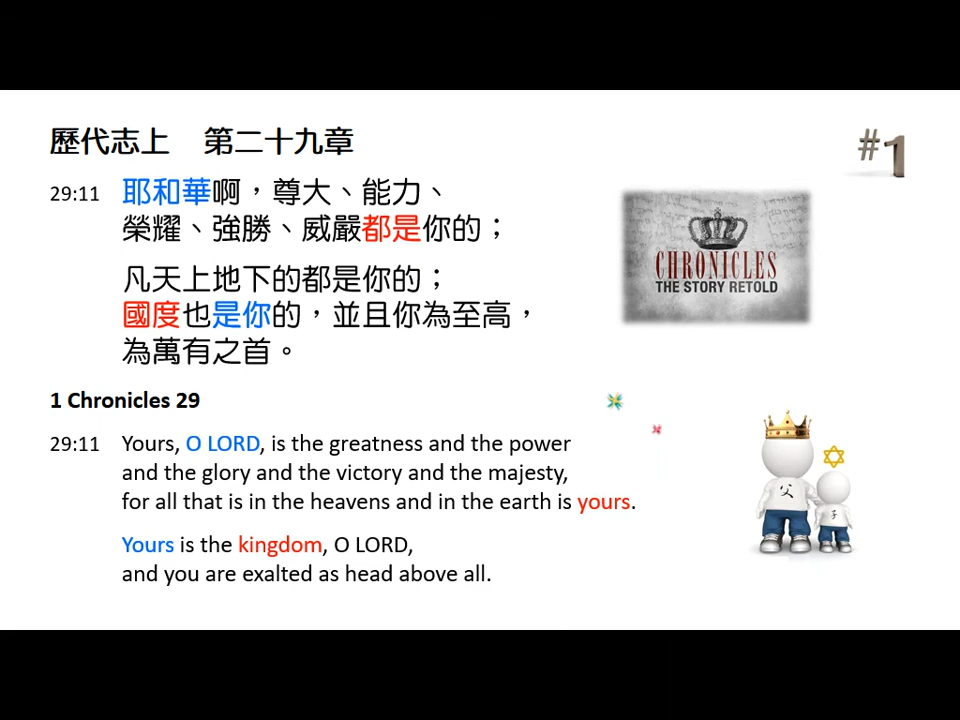 歷代志上　第二十九章
#1
29:11 耶和華啊，尊大、能力、
榮耀、強勝、威嚴都是你的；
凡天上地下的都是你的；
國度也是你的，並且你為至高，
為萬有之首。
CHRONICLES
THE STORY RETOLD
1 Chronicles 29
29:11 Yours, O LORD, is the greatness and the power
and the glory and the victory and the majesty,
for all that is in the heavens and in the earth is yours.
Yours is the kingdom, O LORD,
and you are exalted as head above all.
父
子